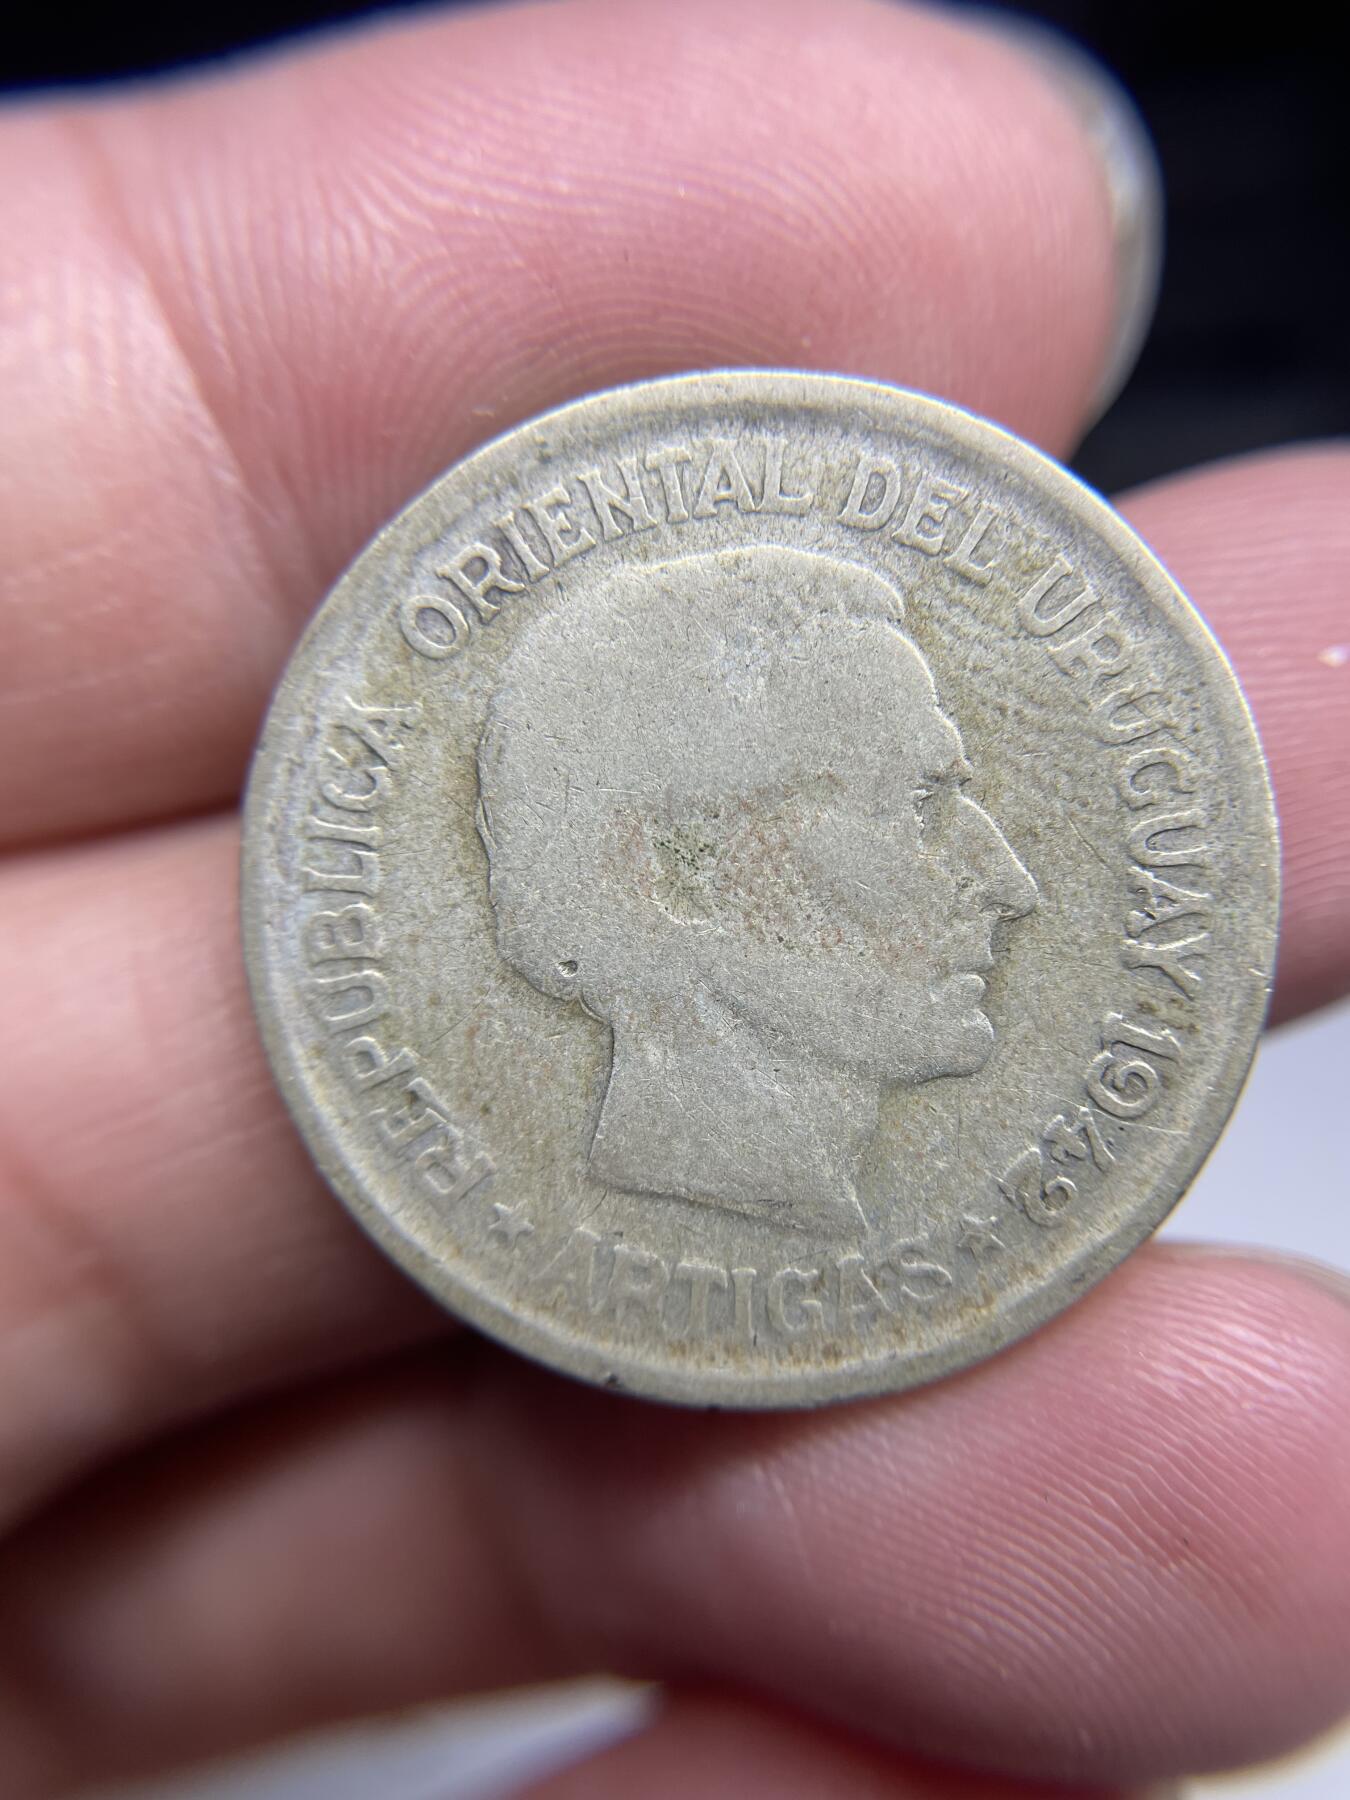 REPUBLICA ORIENTAL DEL URUGUAY 1942
★ ARTIGAS ★